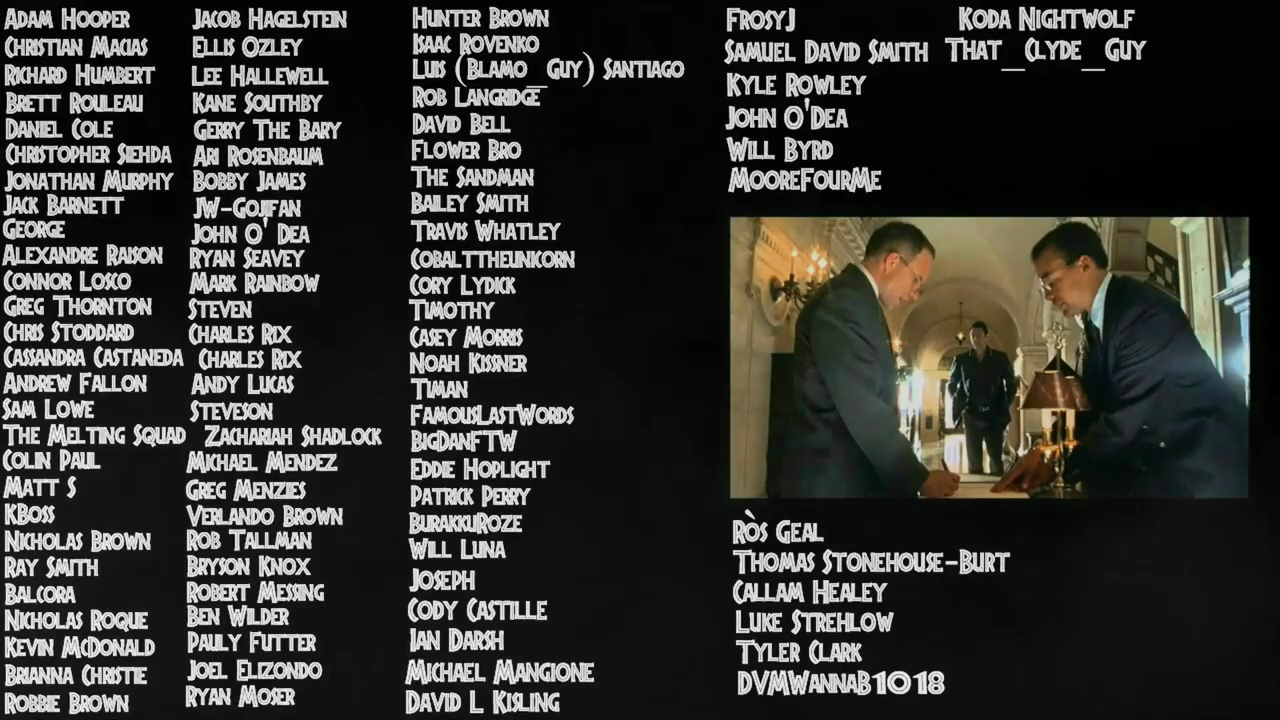 Adam Hooper
Christian Macias
Richard Humbert
Brett Rouleau
Daniel Cole
Christopher Siehda
Jonathan Murphy
Jack Barnett
George
Alexandre Raison
Connor Losco
Greg Thornton
Chris Stoddard
Cassandra Castaneda
Andrew Fallon
Sam Lowe
The Melting Squad
Colin Paul
Matt S
KBoss
Nicholas Brown
Ray Smith
Balcora
Nicholas Roque
Kevin McDonald
Brianna Christie
Robbie Brown
Jacob Hagelstein
Ellis Ozley
Lee Hallewell
Kane Southby
Gerry The Bary
Ari Rosenbaum
Bobby James
JW-Gojifan
John O' Dea
Ryan Seavey
Mark Rainbow
Steven
Charles Rix
Charles Rix
Andy Lucas
Steveson
Zachariah Shadlock
Michael Mendez
Greg Menzies
Verlando Brown
Rob Tallman
Bryson Knox
Robert Messing
Ben Wilder
Pauly Futter
Joel Elizondo
Ryan Moser
Hunter Brown
Isaac Rovenko
Luis (Blamo_Guy) Santiago
Rob Langridge
David Bell
Flower Bro
The Sandman
Bailey Smith
Travis Whatley
Cobalttheunicorn
Cory Lydick
Timothy
Casey Morris
Noah Kissner
Timan
FamousLastWords
BigDanFTW
Eddie Hoplight
Patrick Perry
BurakkuRoze
Will Luna
Joseph
Cody Castille
Ian Darsh
Michael Mangione
David L Kisling
FrosyJ
Samuel David Smith
Kyle Rowley
John O'Dea
Will Byrd
MooreFourMe
Koda Nightwolf
That_Clyde_Guy
Ròs Geal
Thomas Stonehouse-Burt
Callam Healey
Luke Strehlow
Tyler Clark
DVMWannaB1018